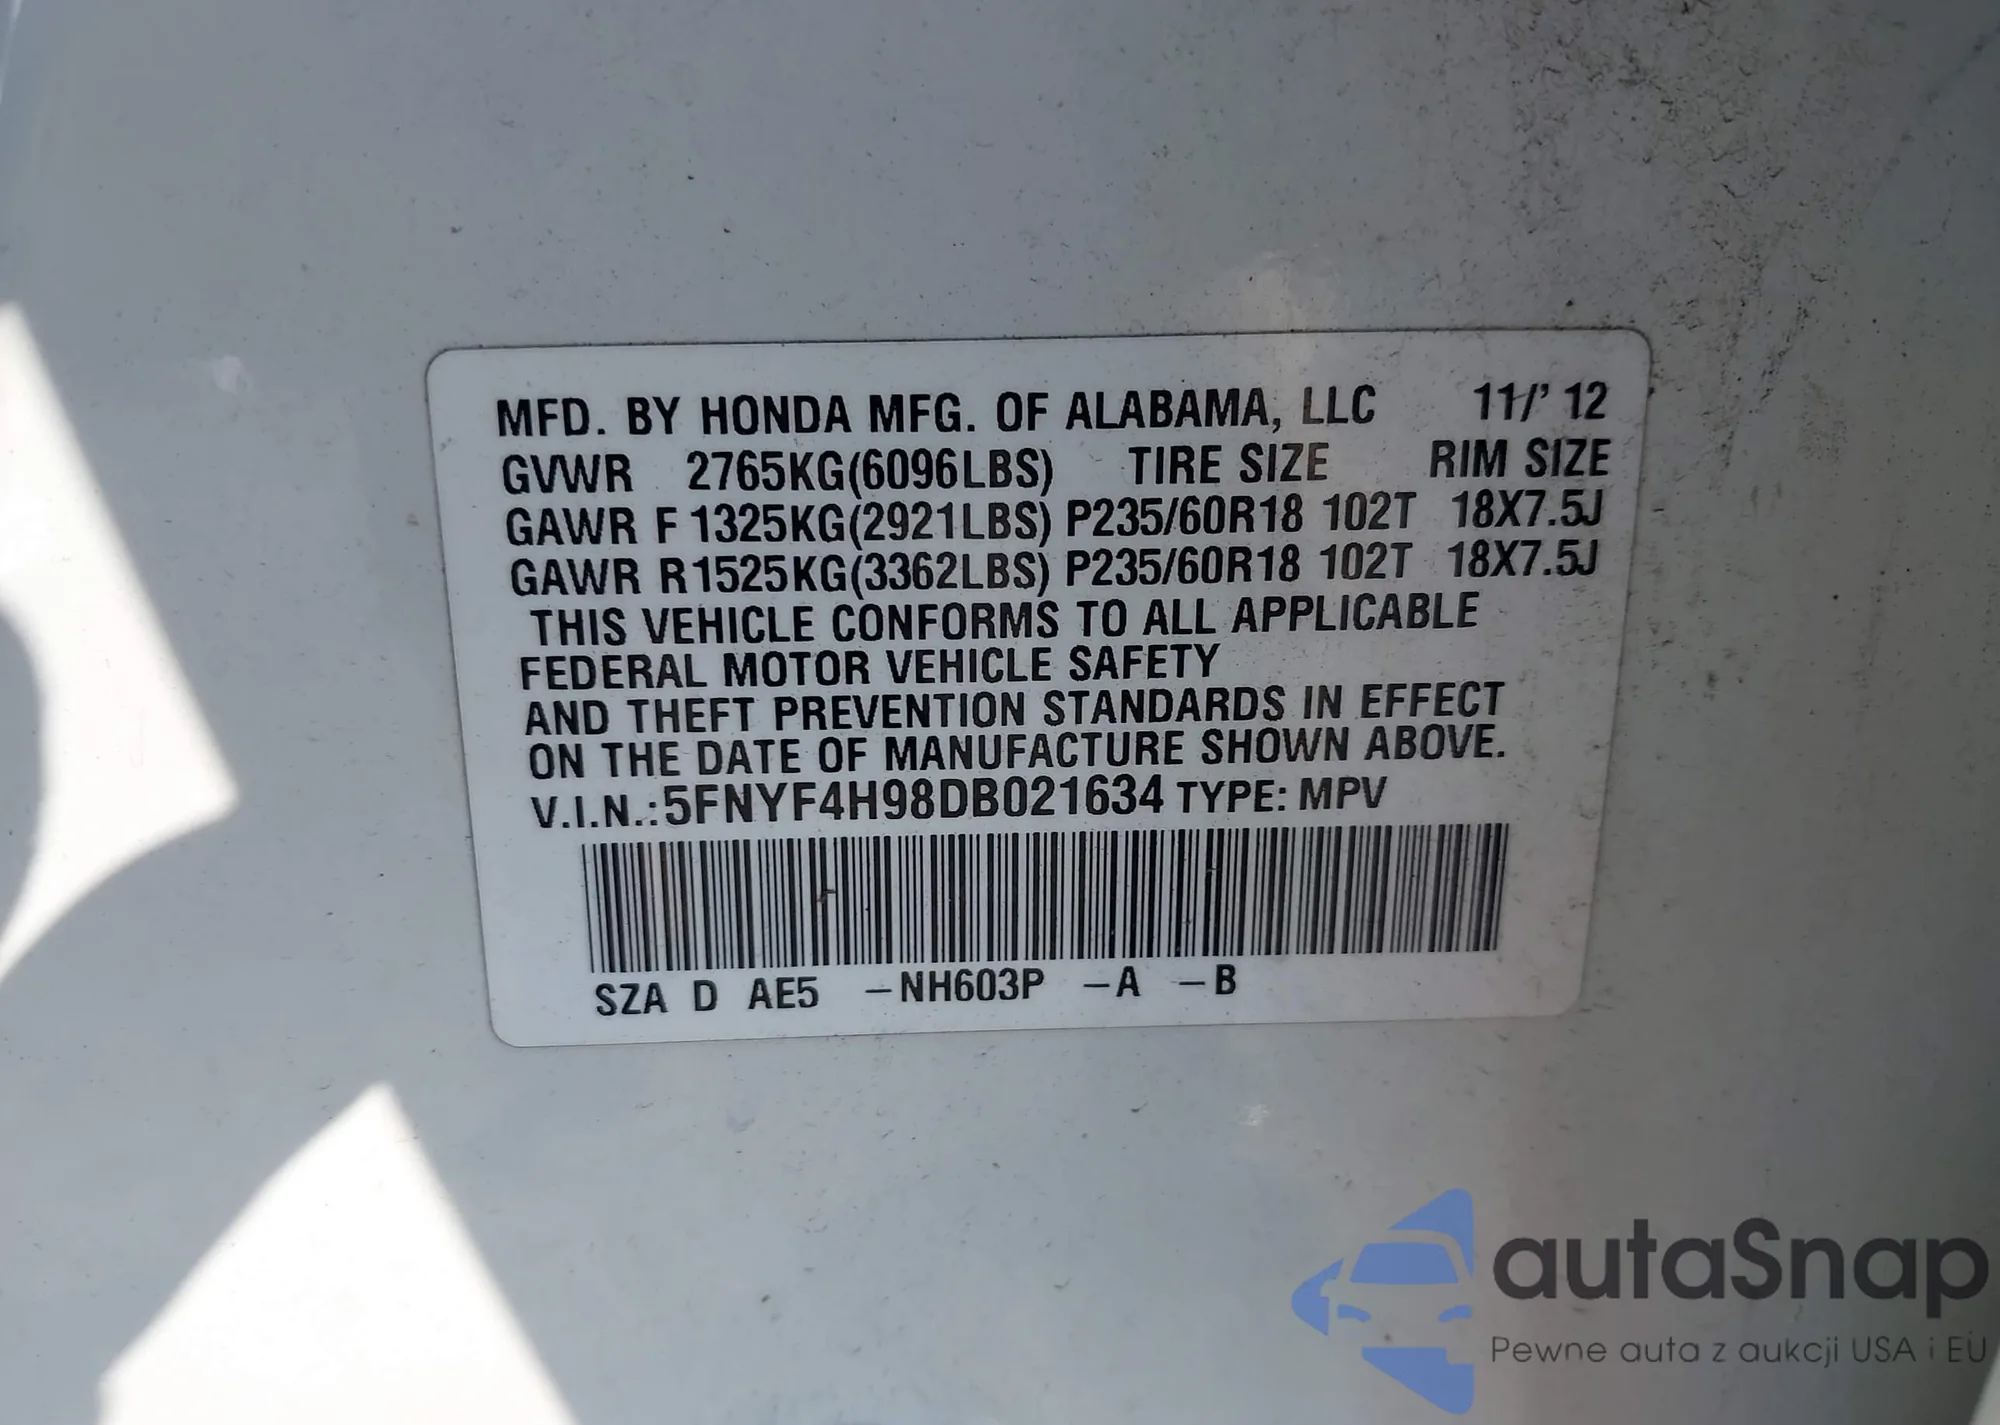 MFD. BY HONDA MFG. OF ALABAMA, LLC 11/' 12
GVWR 2765KG(6096LBS) TIRE SIZE RIM SIZE
GAWR F 1325KG(2921LBS) P235/60R18 102T 18X7.5J
GAWR R1525KG(3362LBS) P235/60R18 102T 18X7.5J
THIS VEHICLE CONFORMS TO ALL APPLICABLE
FEDERAL MOTOR VEHICLE SAFETY
AND THEFT PREVENTION STANDARDS IN EFFECT
ON THE DATE OF MANUFACTURE SHOWN ABOVE.
V.I.N.:5FNYF4H98DB021634 TYPE: MPV
SZA D AE5 –NH603P –A –B
autaSnap
Pewne auta z aukcji USA i EU